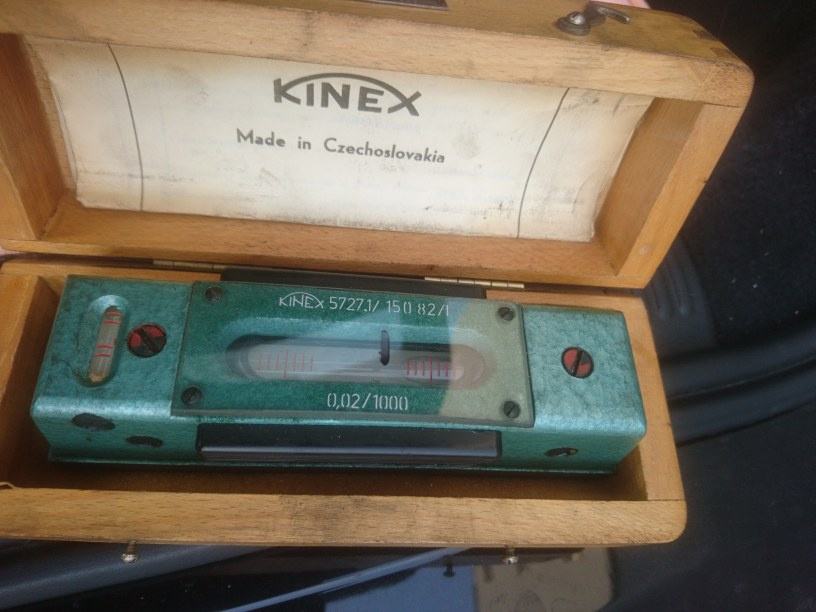 KINEX
Made in Czechoslovakia
KINEX 5727.1/ 150 82/1
0,02/1000